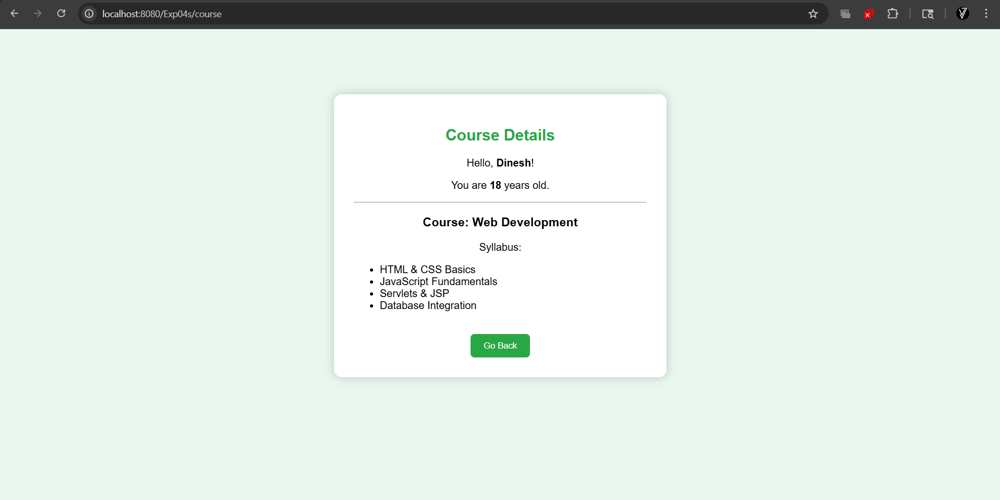 localhost:8080/Exp04s/course
Course Details
Hello, Dinesh!
You are 18 years old.
Course: Web Development
Syllabus:
• HTML & CSS Basics
• JavaScript Fundamentals
• Servlets & JSP
• Database Integration
Go Back